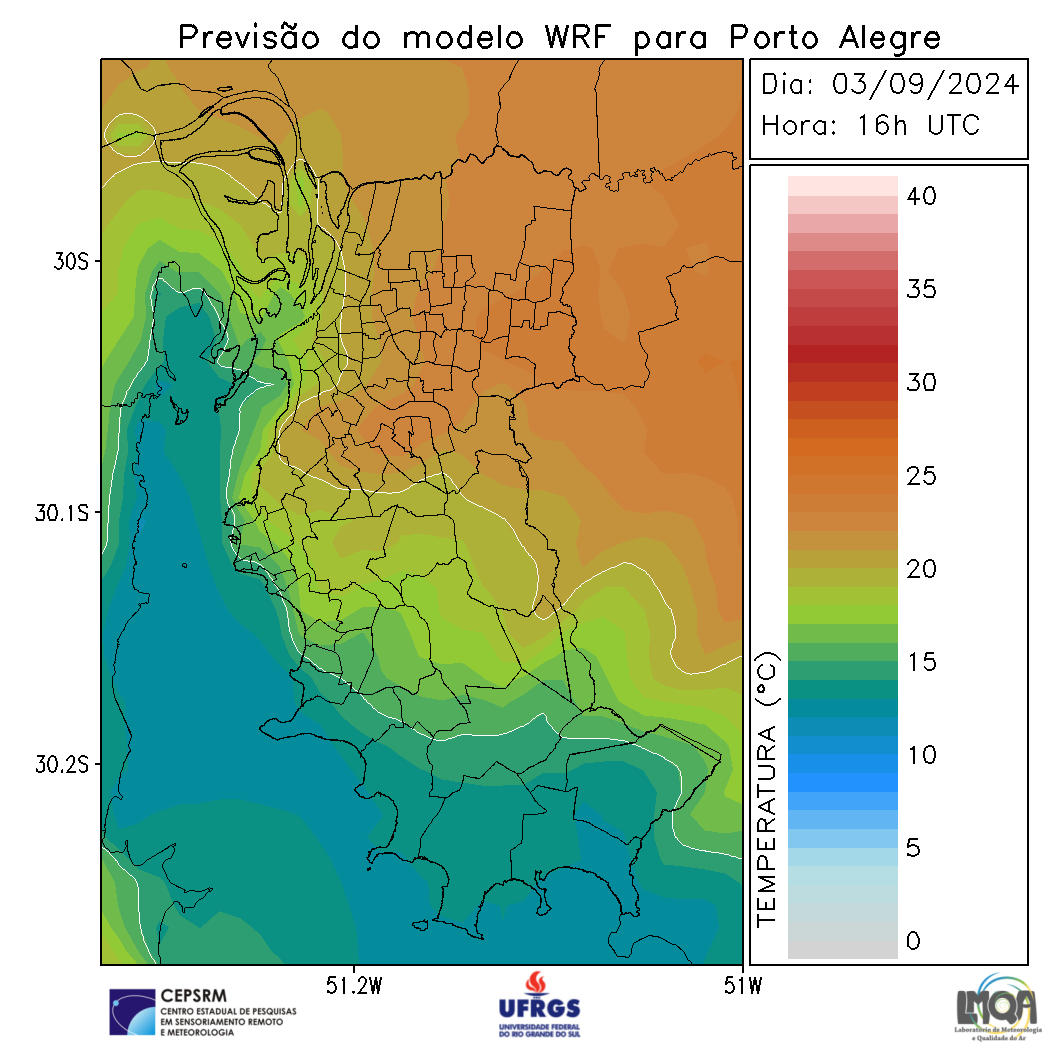 Previsão do modelo WRF para Porto Alegre
Dia: 03/09/2024
Hora: 16h UTC
30S
30.1S
30.2S
51.2W
51W
TEMPERATURA (°C)
40
35
30
25
20
15
10
5
0
CEPSRM
CENTRO ESTADUAL DE PESQUISAS
EM SENSORIAMENTO REMOTO
E METEOROLOGIA
UFRGS
UNIVERSIDADE FEDERAL
DO RIO GRANDE DO SUL
LMQA
Laboratório de Meteorologia
e Qualidade do Ar